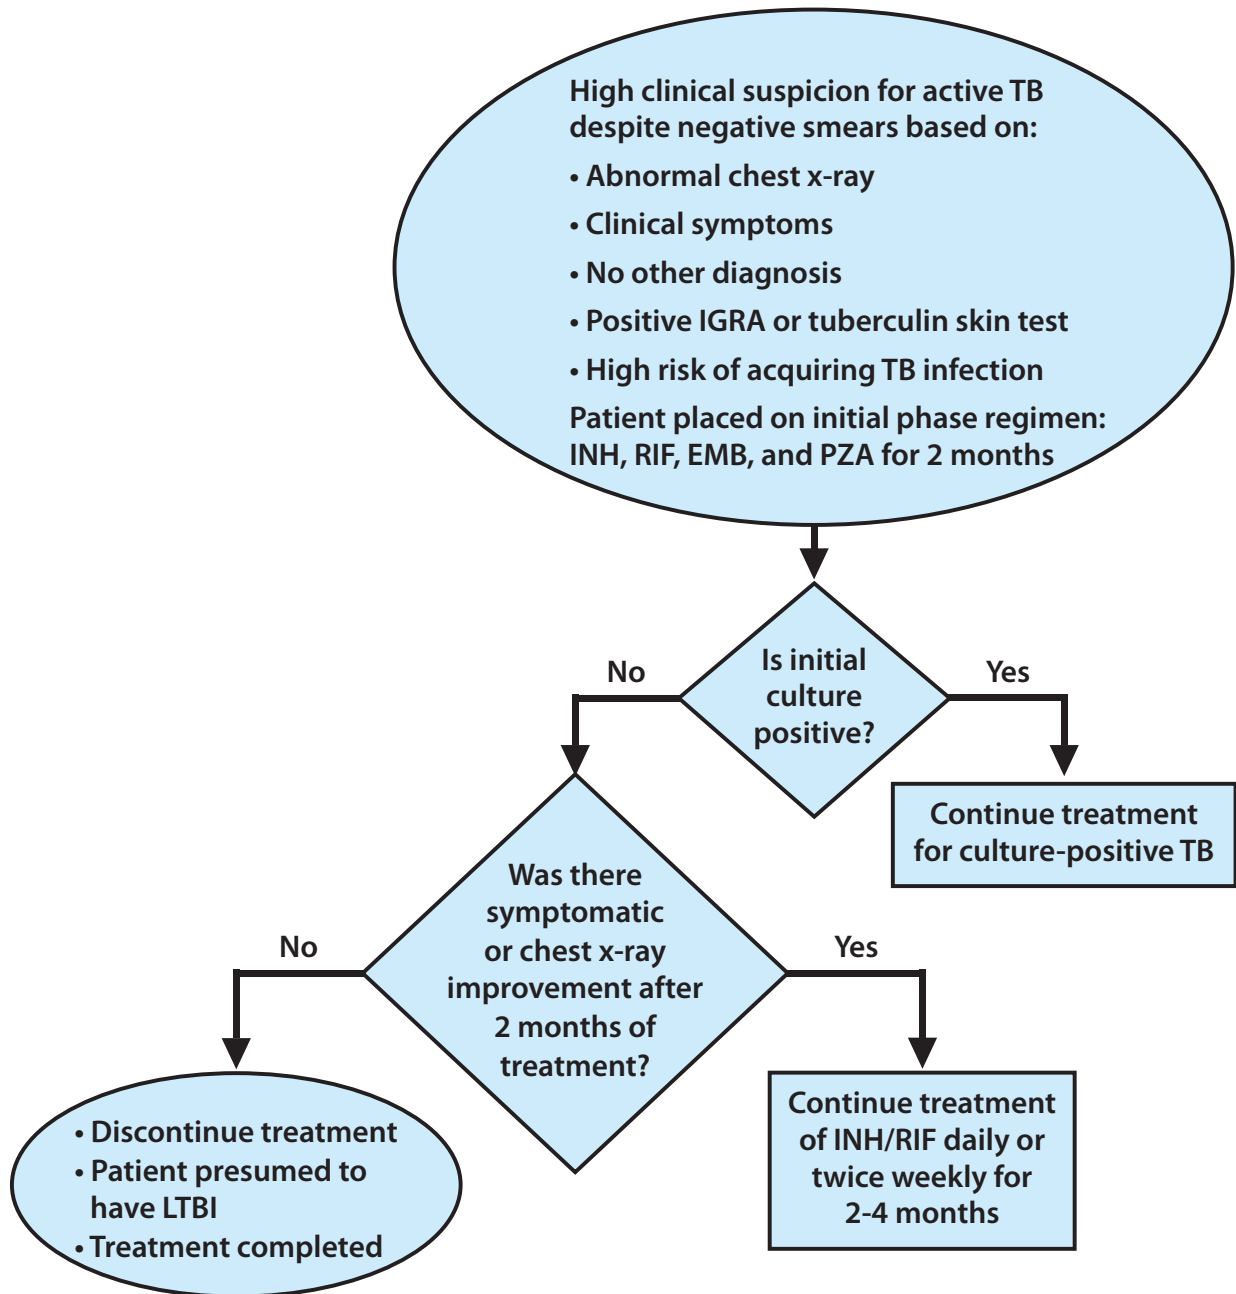 High clinical suspicion for active TB
despite negative smears based on:
• Abnormal chest x-ray
• Clinical symptoms
• No other diagnosis
• Positive IGRA or tuberculin skin test
• High risk of acquiring TB infection
Patient placed on initial phase regimen:
INH, RIF, EMB, and PZA for 2 months
Is initial
culture
positive?
No
Yes
Continue treatment
for culture-positive TB
Was there
symptomatic
or chest x-ray
improvement after
2 months of
treatment?
No
Yes
• Discontinue treatment
• Patient presumed to
have LTBI
• Treatment completed
Continue treatment
of INH/RIF daily or
twice weekly for
2-4 months